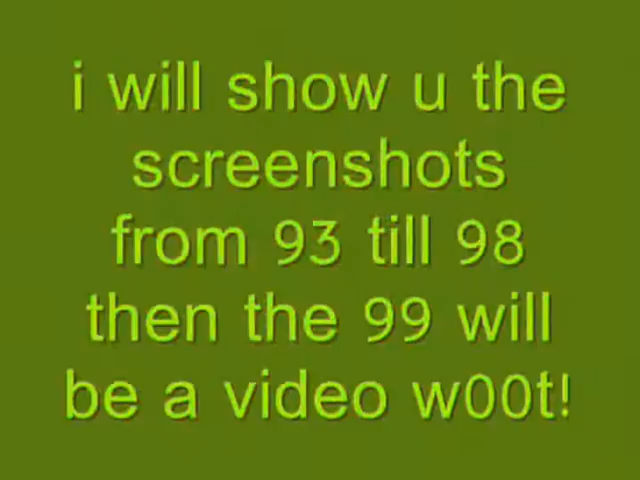 i will show u the
screenshots
from 93 till 98
then the 99 will
be a video w00t!